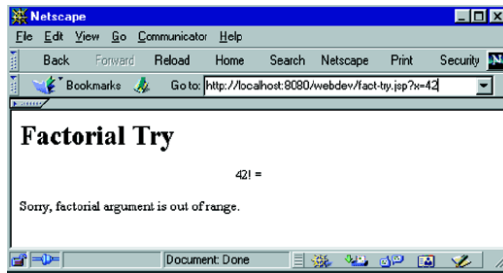 Netscape
File Edit View Go Communicator Help
Back Forward Reload Home Search Netscape Print Security
Bookmarks Go to: http://localhost:8080/webdev/fact-try.jsp?x=42
Factorial Try
42! =
Sorry, factorial argument is out of range.
Document: Done